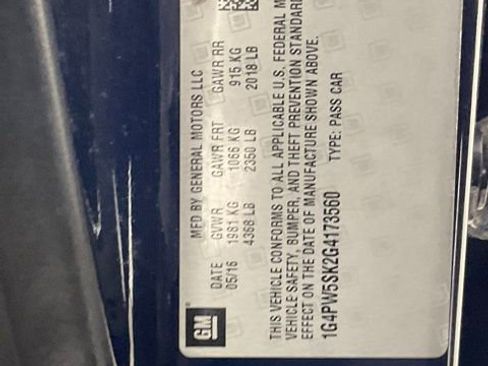 GM
MFD BY GENERAL MOTORS LLC
DATE GVWR GAWR FRT GAWR RR
05/16 1981 KG 1066 KG 915 KG
4368 LB 2350 LB 2018 LB
THIS VEHICLE CONFORMS TO ALL APPLICABLE U.S. FEDERAL M
VEHICLE SAFETY, BUMPER, AND THEFT PREVENTION STANDARD
EFFECT ON THE DATE OF MANUFACTURE SHOWN ABOVE.
1G4PW5SK2G4173560 TYPE: PASS CAR